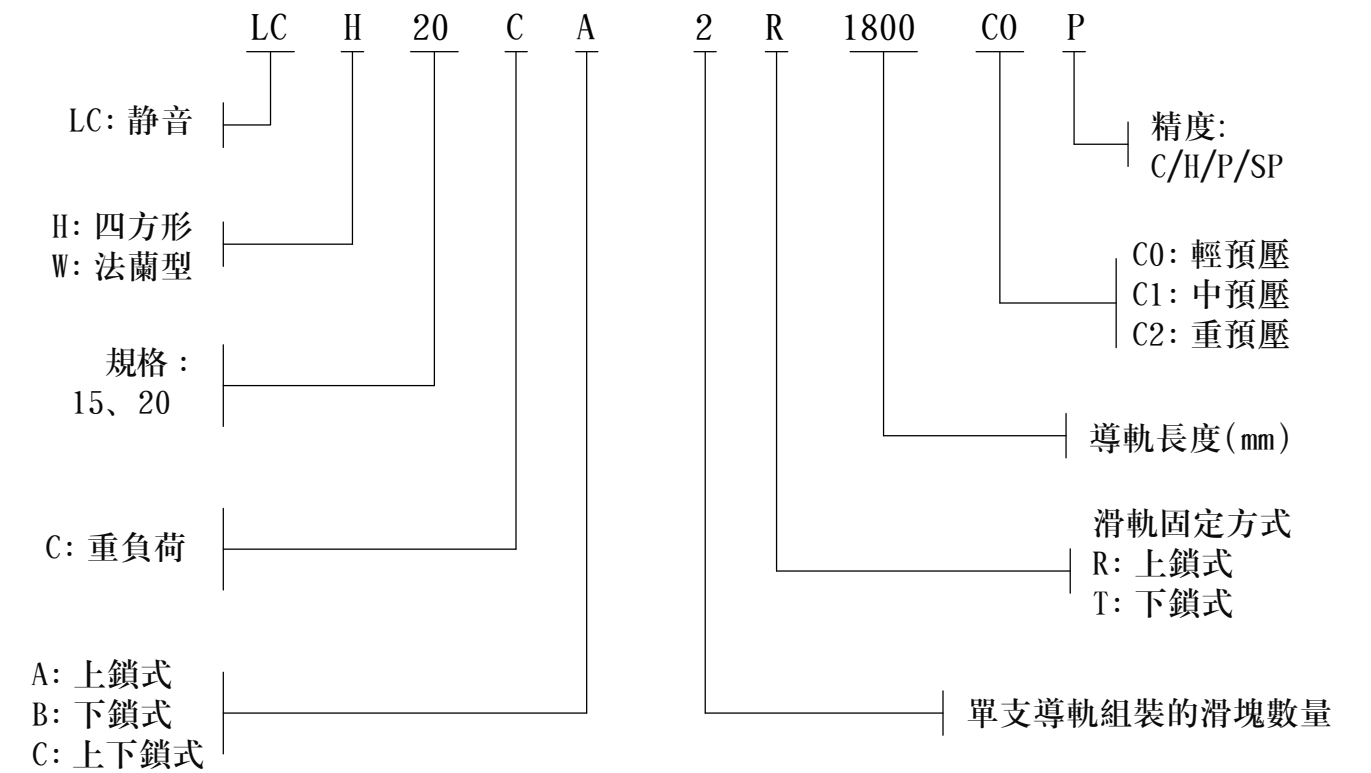 LC H 20 C A 2 R 1800 C0 P
LC: 静音
H: 四方形
W: 法蘭型
規格：
15、20
C: 重負荷
A: 上鎖式
B: 下鎖式
C: 上下鎖式
精度:
C/H/P/SP
C0: 輕預壓
C1: 中預壓
C2: 重預壓
導軌長度(mm)
滑軌固定方式
R: 上鎖式
T: 下鎖式
單支導軌組裝的滑塊數量